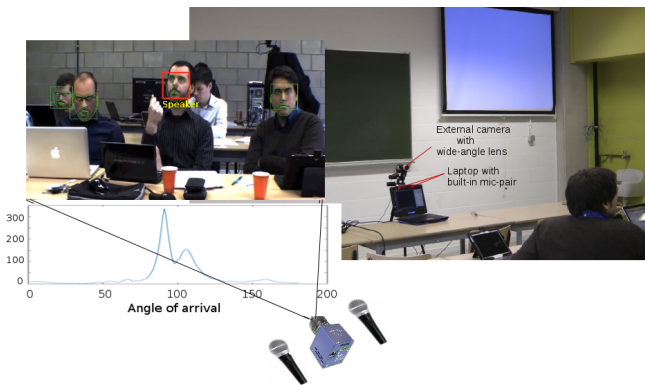 Speaker
External camera
with
wide-angle lens
Laptop with
built-in mic-pair
300
200
100
0
0
50
100
150
200
Angle of arrival